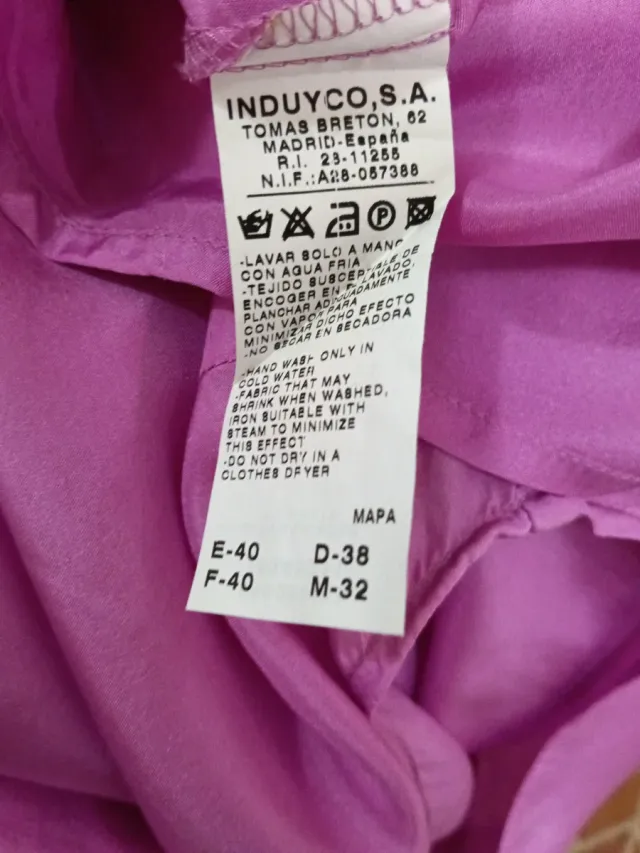 INDUYCO,S.A.
TOMAS BRETON, 62
MADRID-España
R.I. 28-11255
N.I.F.:A28-057388
P
-LAVAR SOLO A MANO
CON AGUA FRIA
-TEJIDO SUSCEPTIBLE DE
ENCOGER EN EL LAVADO,
PLANCHAR ADECUADAMENTE
CON VAPOR PARA
MINIMIZAR DICHO EFECTO
-NO SECAR EN SECADORA
-HAND WASH ONLY IN
COLD WATER
-FABRIC THAT MAY
SHRINK WHEN WASHED,
IRON SUITABLE WITH
STEAM TO MINIMIZE
THIS EFFECT
-DO NOT DRY IN A
CLOTHES DRYER
MAPA
E-40 D-38
F-40 M-32